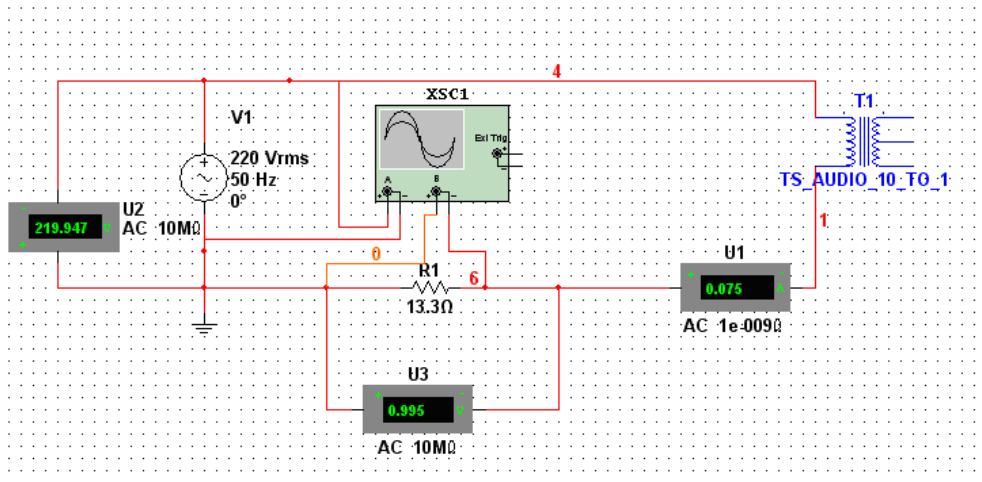 4
XSC1
T1
V1
Ext Trig
+
220 Vrms
50 Hz
0°
A
B
TS_AUDIO_10_TO_1
U2
219.947 V
AC 10MΩ
1
0
R1
6
U1
13.3Ω
0.075 A
AC 1e-009Ω
U3
0.995 V
AC 10MΩ